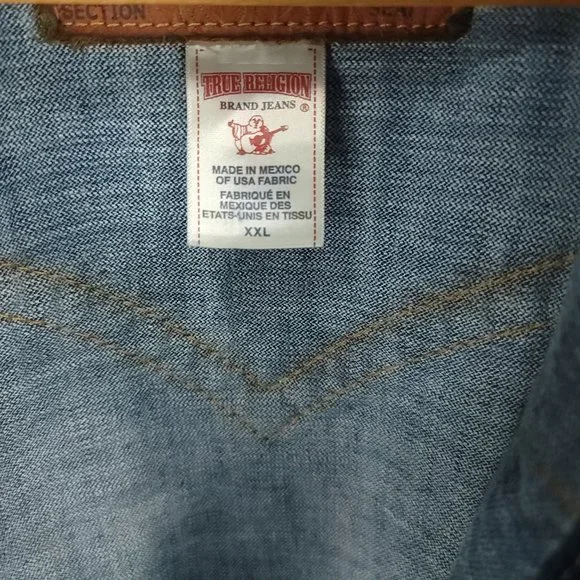 SECTION
TRUE RELIGION
BRAND JEANS ®
MADE IN MEXICO
OF USA FABRIC
FABRIQUÉ EN
MEXIQUE DES
ETATS-UNIS EN TISSU
XXL